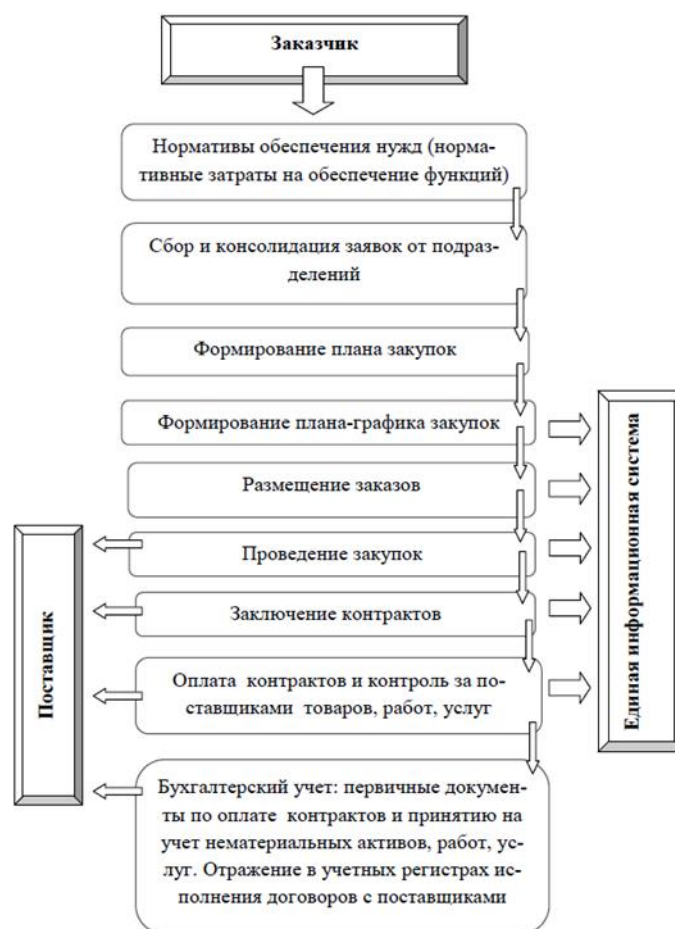 Заказчик
Нормативы обеспечения нужд (норма-
тивные затраты на обеспечение функций)
Сбор и консолидация заявок от подраз-
делений
Формирование плана закупок
Формирование плана-графика закупок
Размещение заказов
Проведение закупок
Заключение контрактов
Оплата контрактов и контроль за по-
ставщиками товаров, работ, услуг
Бухгалтерский учет: первичные докумен-
ты по оплате контрактов и принятию на
учет нематериальных активов, работ, ус-
луг. Отражение в учетных регистрах ис-
полнения договоров с поставщиками
Поставщик
Единая информационная система